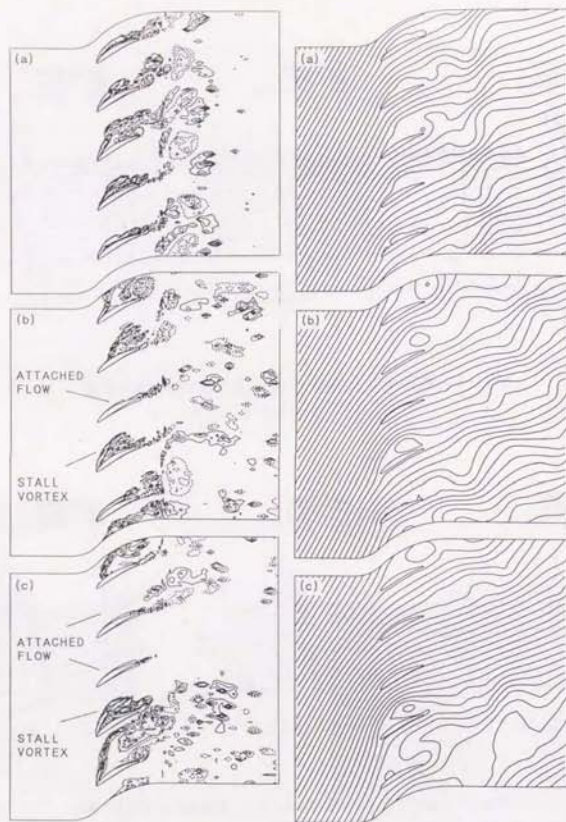 (a)
(a)
(b)
(b)
ATTACHED
FLOW
STALL
VORTEX
(c)
(c)
ATTACHED
FLOW
STALL
VORTEX